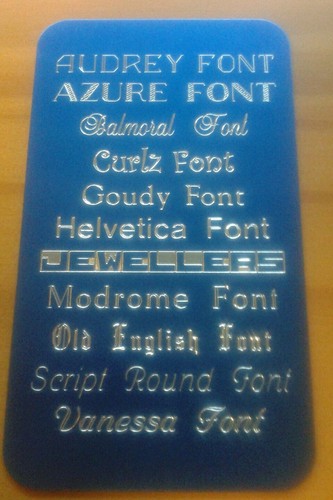 AUDREY FONT
AZURE FONT
Balmoral Font
Curlz Font
Goudy Font
Helvetica Font
JEWELLERS
Modrome Font
Old English Font
Script Round Font
Vanessa Font